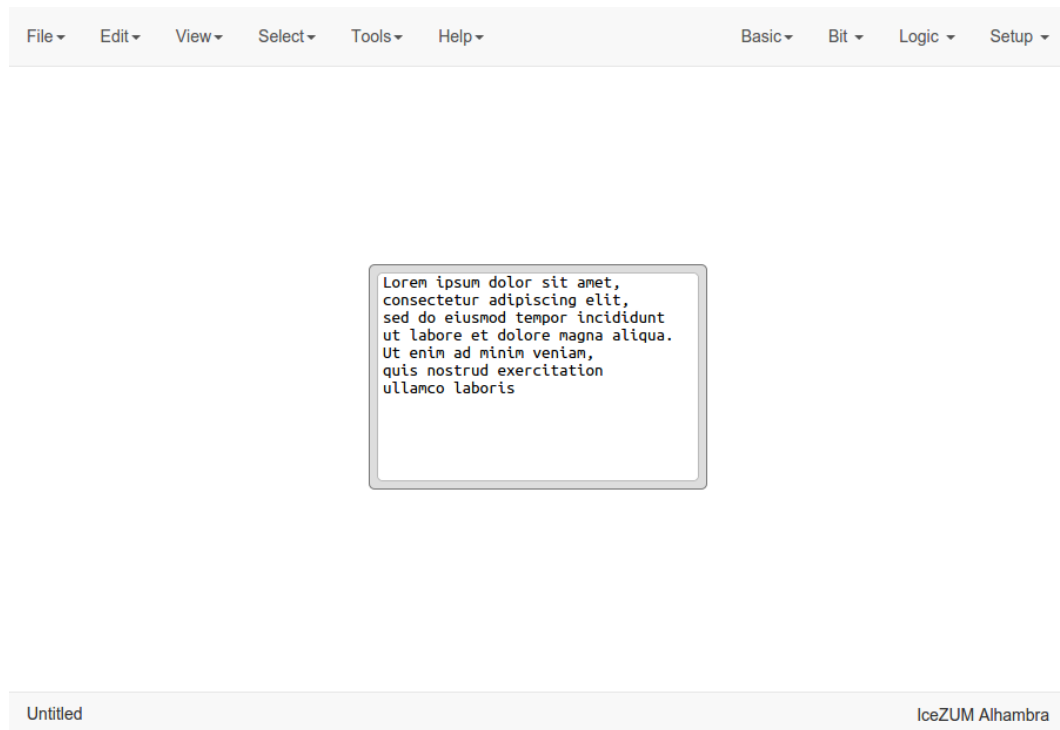 File Edit View Select Tools Help Basic Bit Logic Setup
Lorem ipsum dolor sit amet,
consectetur adipiscing elit,
sed do eiusmod tempor incididunt
ut labore et dolore magna aliqua.
Ut enim ad minim veniam,
quis nostrud exercitation
ullamco laboris
Untitled IceZUM Alhambra